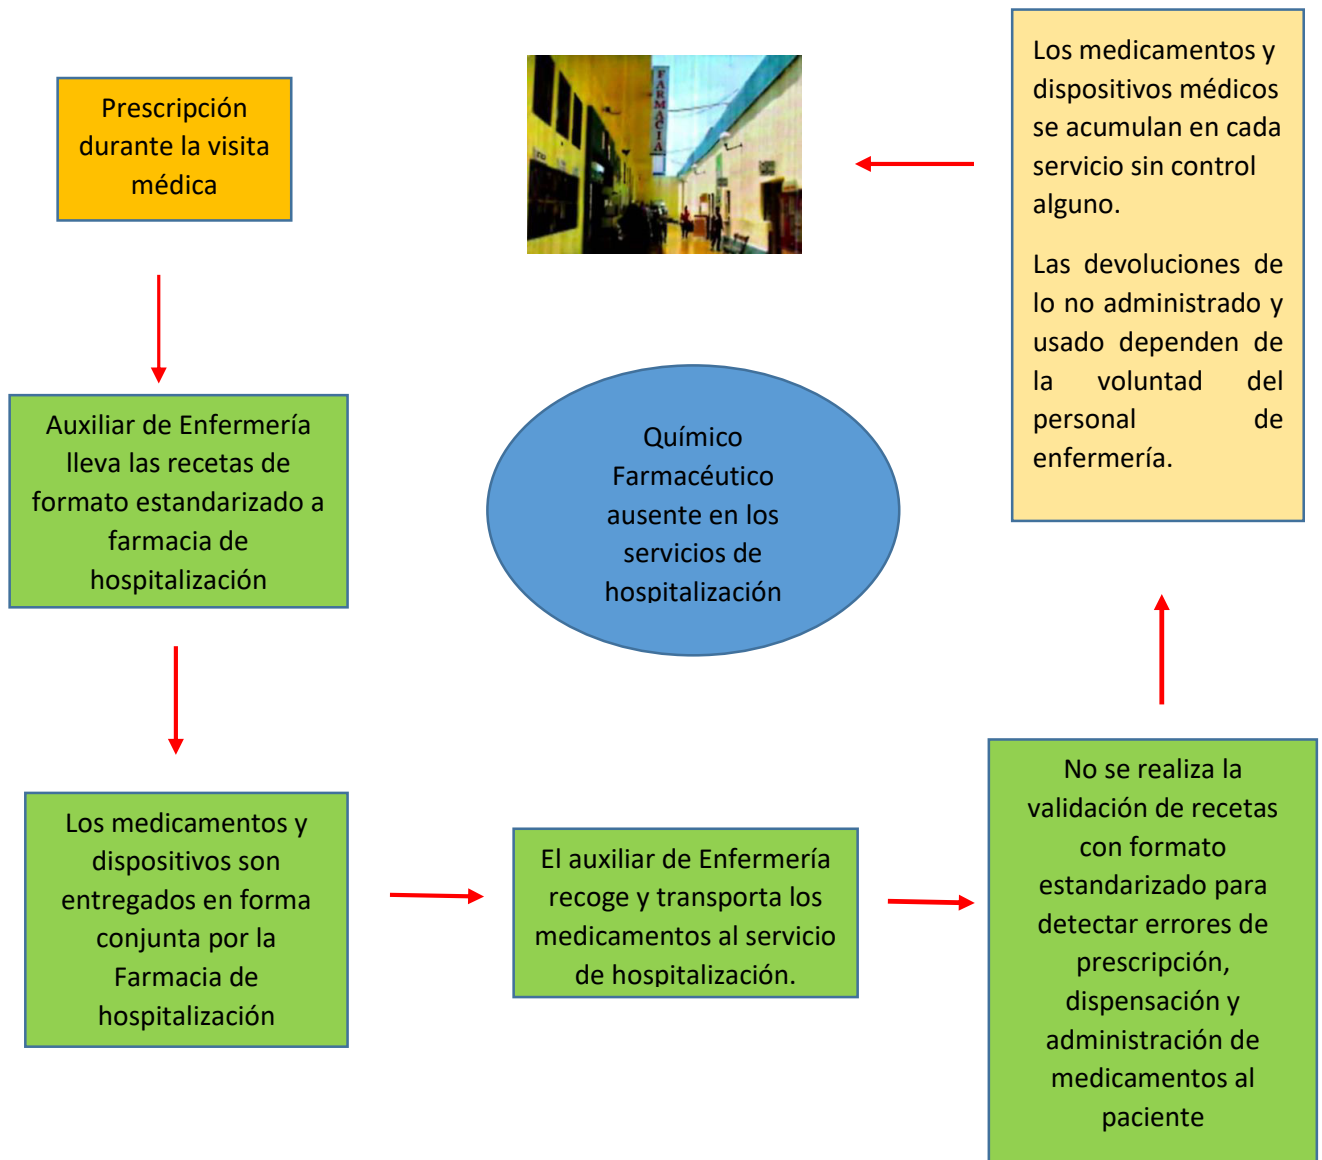 Prescripción
durante la visita
médica
Auxiliar de Enfermería
lleva las recetas de
formato estandarizado a
farmacia de
hospitalización
Los medicamentos y
dispositivos son
entregados en forma
conjunta por la
Farmacia de
hospitalización
El auxiliar de Enfermería
recoge y transporta los
medicamentos al servicio
de hospitalización.
No se realiza la
validación de recetas
con formato
estandarizado para
detectar errores de
prescripción,
dispensación y
administración de
medicamentos al
paciente
Los medicamentos y
dispositivos médicos
se acumulan en cada
servicio sin control
alguno.
Las devoluciones de
lo no administrado y
usado dependen de
la voluntad del
personal de
enfermería.
FARMACIA
Químico
Farmacéutico
ausente en los
servicios de
hospitalización